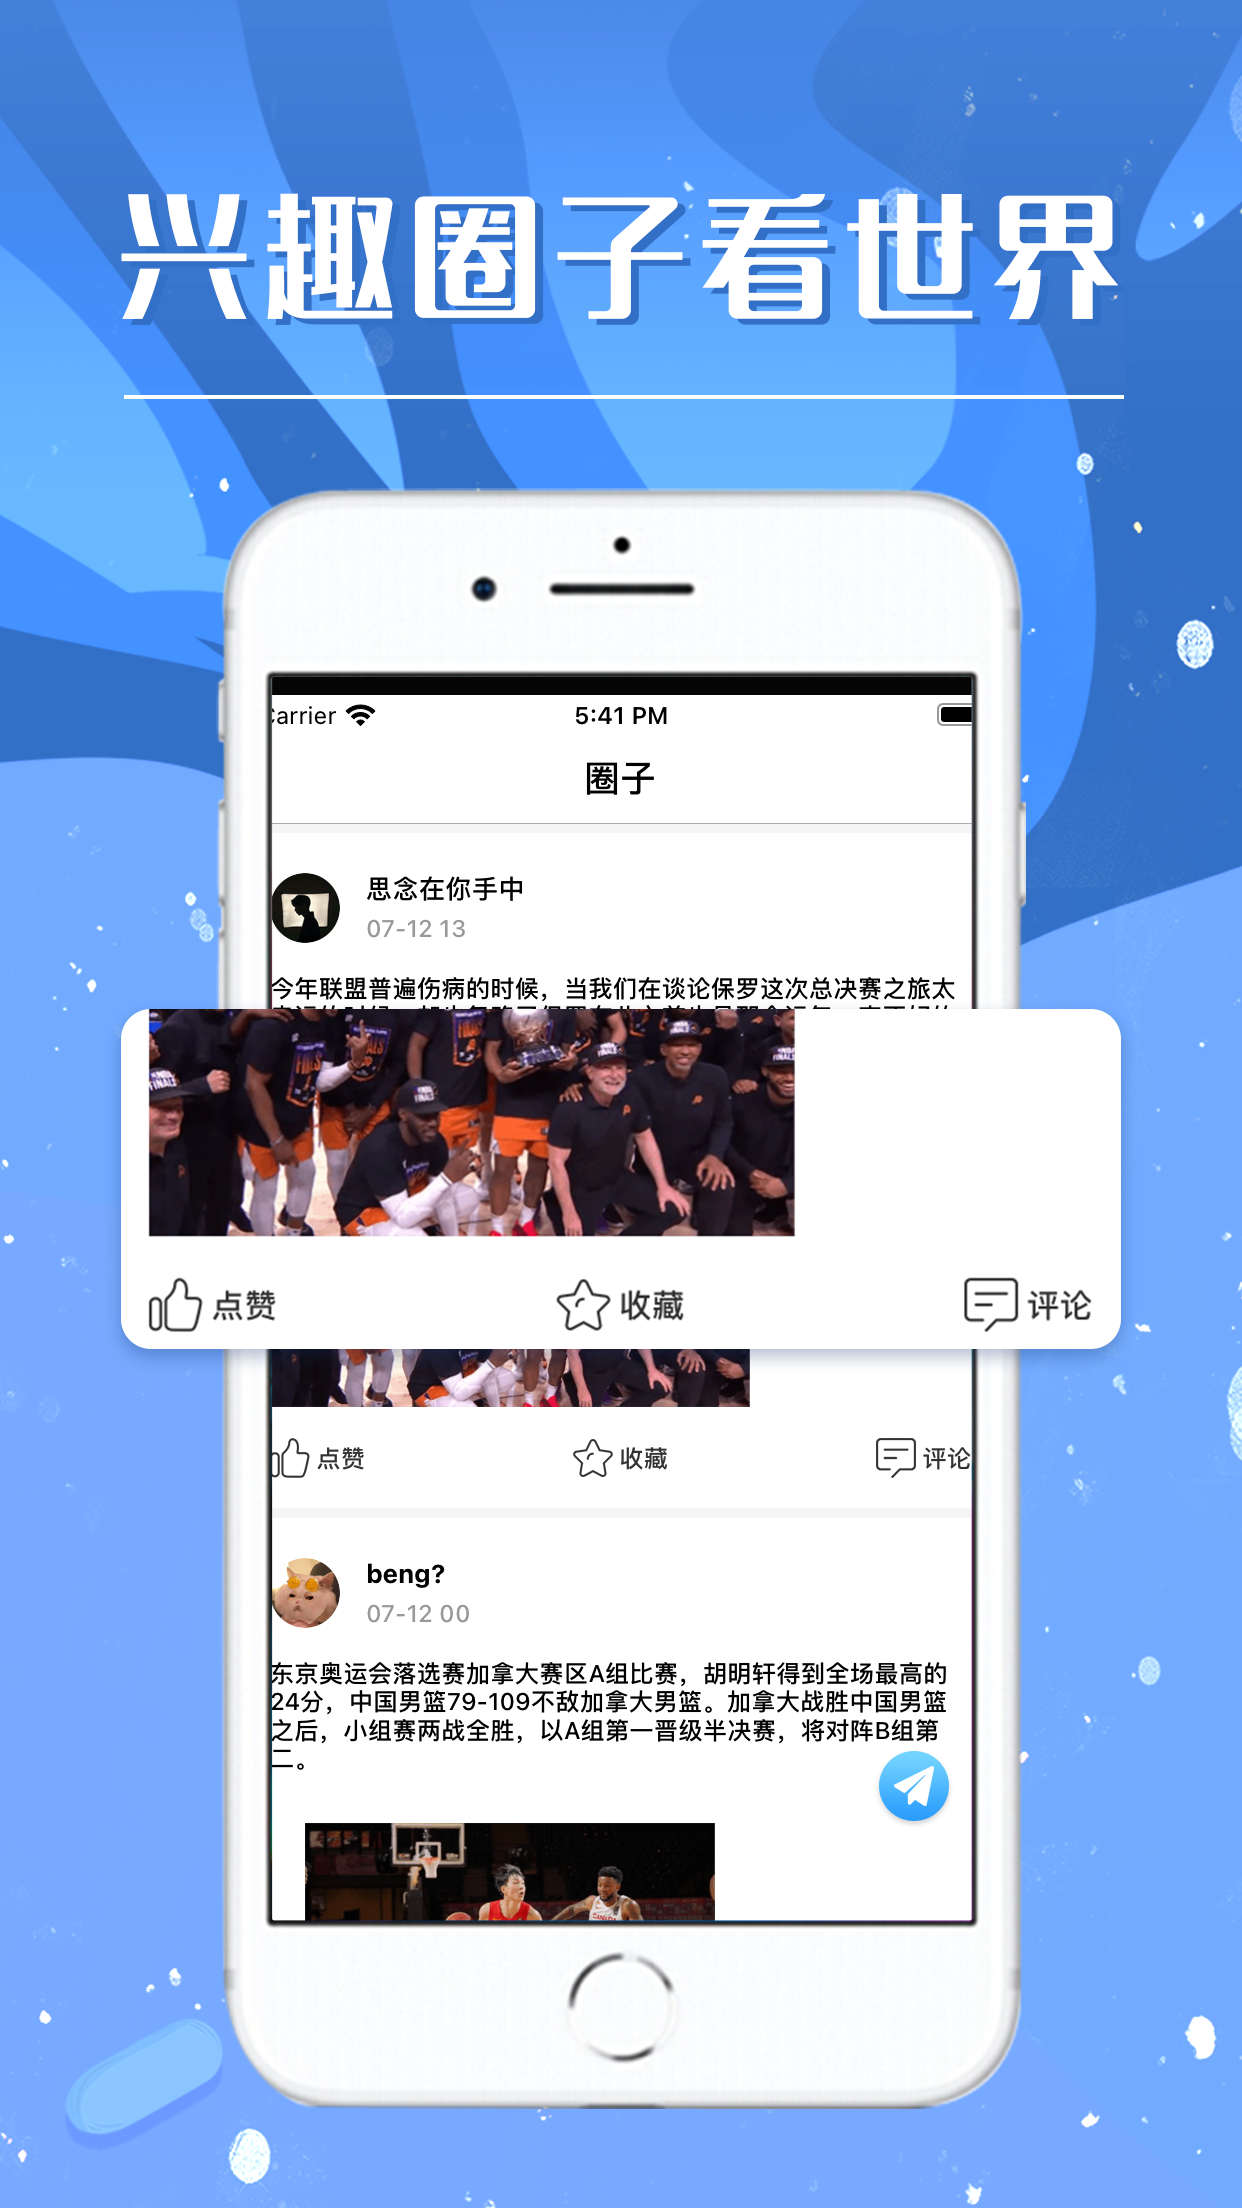 兴趣圈子看世界
Carrier
5:41 PM
圈子
思念在你手中
07-12 13
今年联盟普遍伤病的时候，当我们在谈论保罗这次总决赛之旅太
FINALS
点赞
收藏
评论
点赞
收藏
评论
beng?
07-12 00
东京奥运会落选赛加拿大赛区A组比赛，胡明轩得到全场最高的
24分，中国男篮79-109不敌加拿大男篮。加拿大战胜中国男篮
之后，小组赛两战全胜，以A组第一晋级半决赛，将对阵B组第
二。